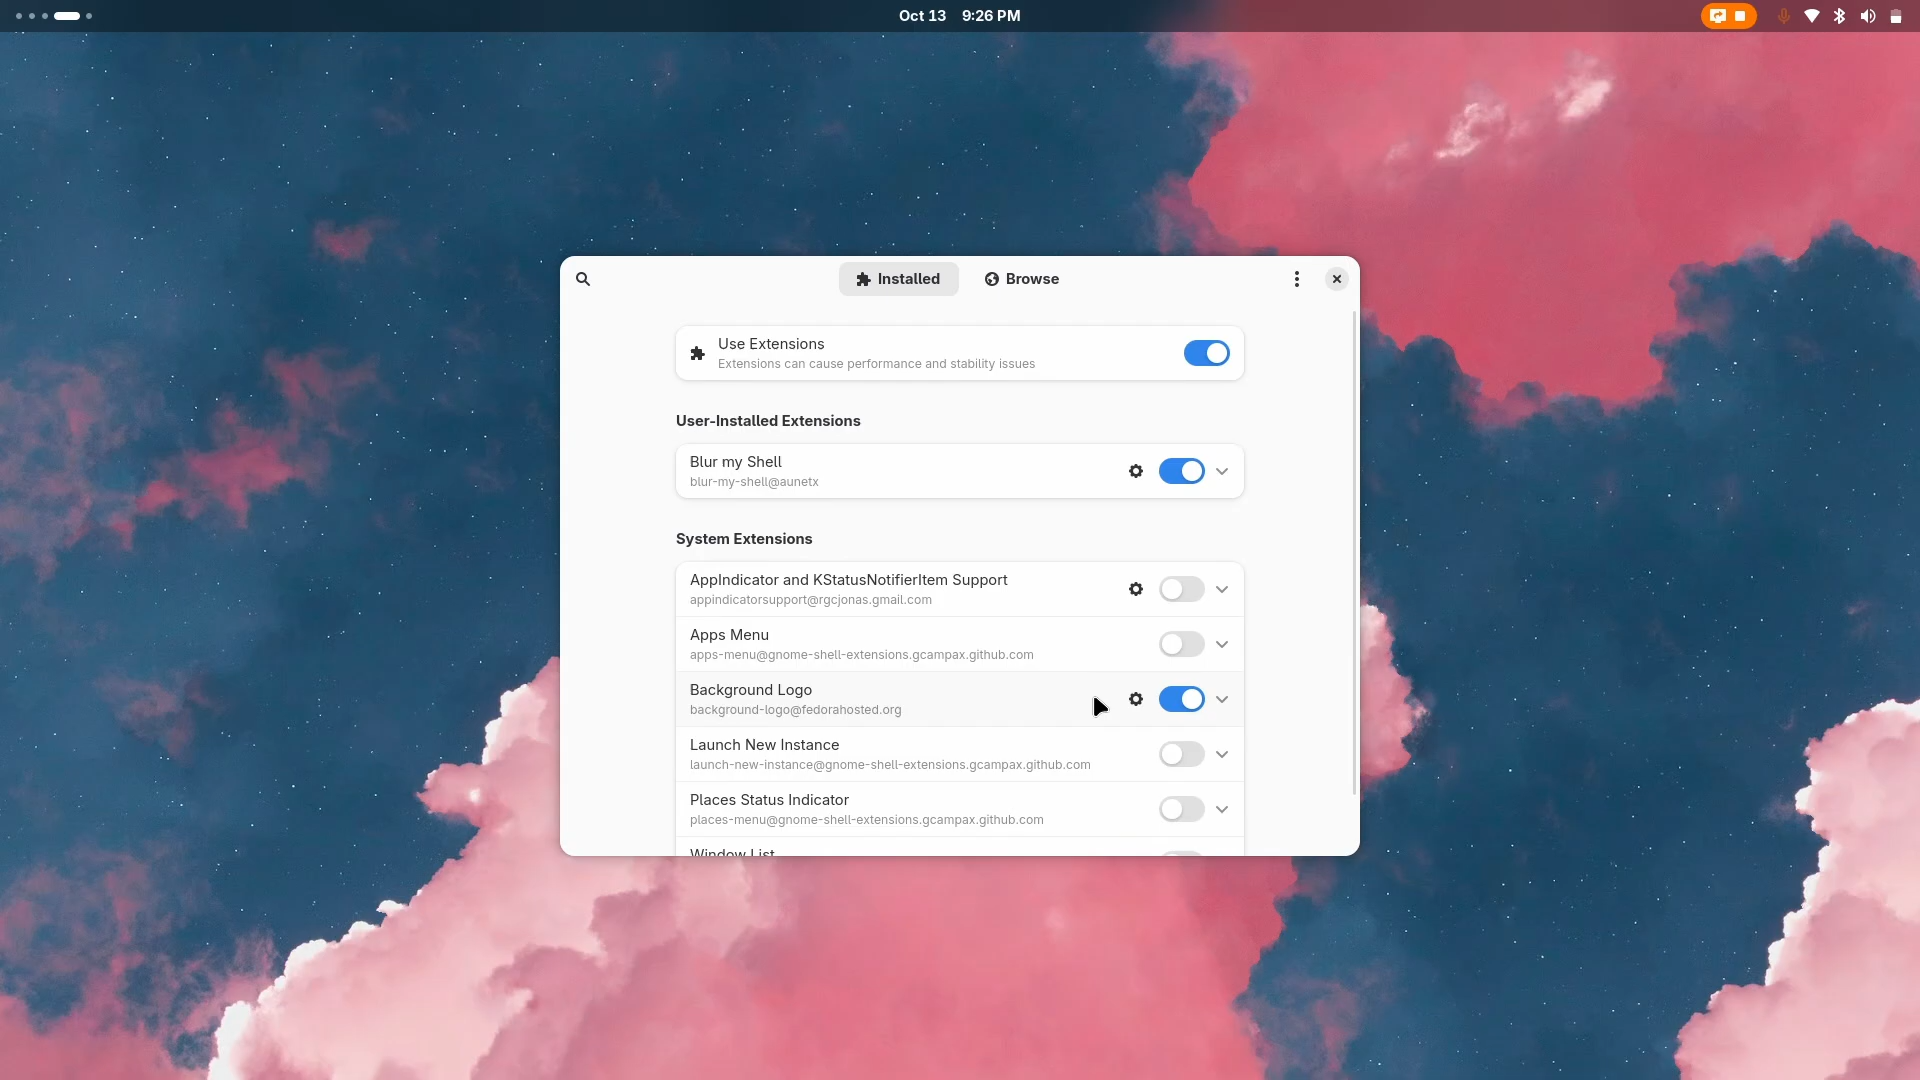 Oct 13 9:26 PM
Installed
Browse
Use Extensions
Extensions can cause performance and stability issues
User-Installed Extensions
Blur my Shell
blur-my-shell@aunetx
System Extensions
AppIndicator and KStatusNotifierItem Support
appindicatorsupport@rgcjonas.gmail.com
Apps Menu
apps-menu@gnome-shell-extensions.gcampax.github.com
Background Logo
background-logo@fedorahosted.org
Launch New Instance
launch-new-instance@gnome-shell-extensions.gcampax.github.com
Places Status Indicator
places-menu@gnome-shell-extensions.gcampax.github.com
Window List